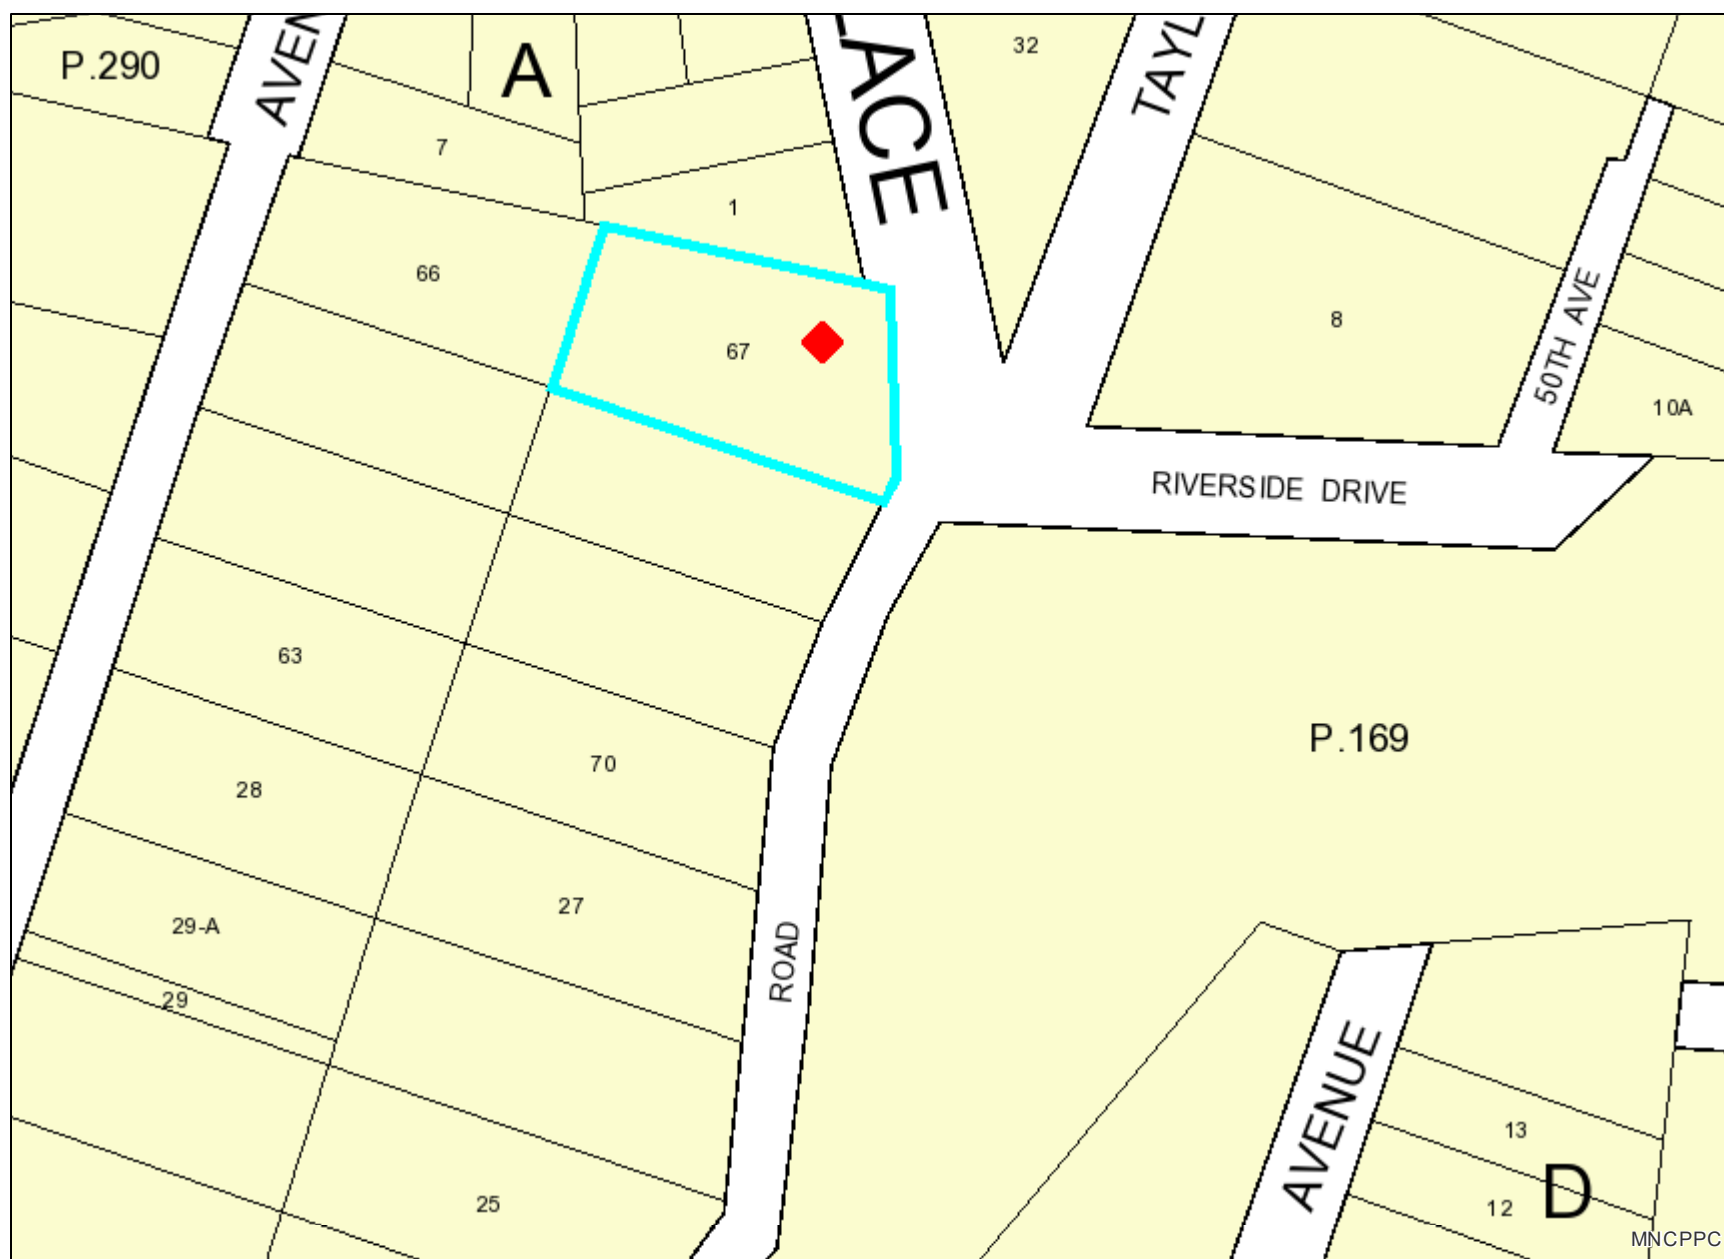 P.290
AVEN
A
LACE
32
TAYL
7
1
66
67
8
50TH AVE
10A
RIVERSIDE DRIVE
63
70
P.169
28
27
29-A
ROAD
29
AVENUE
13
D
12
25
MNCPPC